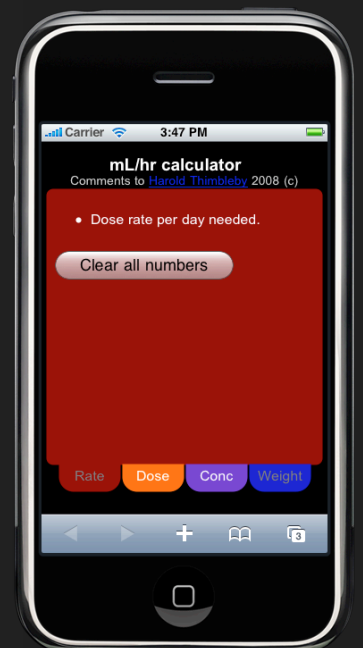 Carrier 3:47 PM
mL/hr calculator
Comments to Harold Thimbleby 2008 (c)
• Dose rate per day needed.
Clear all numbers
Rate Dose Conc Weight
3